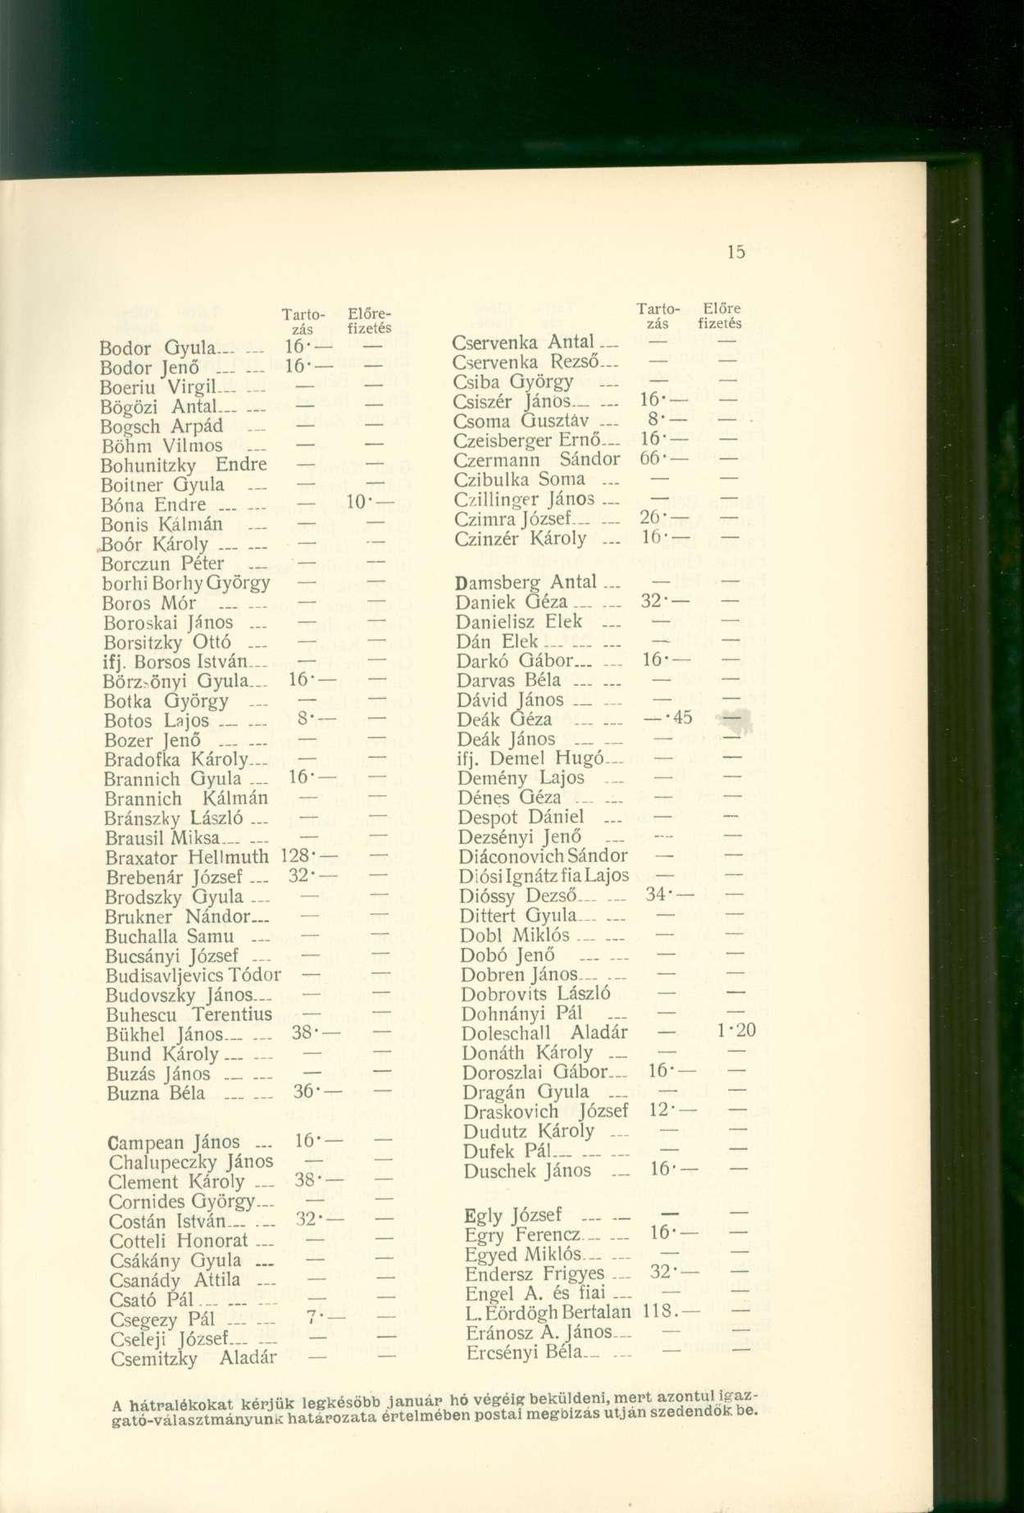 15
Tarto- Előre-
zás fizetés
Bodor Gyula 16·— —
Bodor Jenő 16·— —
Boeriu Virgil — —
Bögözi Antal — —
Bogsch Arpád — —
Böhm Vilmos — —
Bohunitzky Endre — —
Boitner Gyula — —
Bóna Endre — 10·—
Bonis Kálmán — —
Boór Károly — —
Borczun Péter — —
borhi Borhy György — —
Boros Mór — —
Boroskai János — —
Borsitzky Ottó — —
ifj. Borsos István — —
Börzsönyi Gyula 16·— —
Botka György — —
Botos Lajos 8·— —
Bozer Jenő — —
Bradofka Károly — —
Brannich Gyula 16·— —
Brannich Kálmán — —
Bránszky László — —
Brausil Miksa — —
Braxator Hellmuth 128·— —
Brebenár József 32·— —
Brodszky Gyula — —
Brukner Nándor — —
Buchalla Samu — —
Bucsányi József — —
Budisavljevics Tódor — —
Budovszky János — —
Buhescu Terentius — —
Bükhel János 38·— —
Bund Károly — —
Buzás János — —
Buzna Béla 36·— —
Campean János 16·— —
Chalupeczky János — —
Clement Károly 38·— —
Cornides György — —
Costán István 32·— —
Cotteli Honorat — —
Csákány Gyula — —
Csanády Attila — —
Csató Pál — —
Csegezy Pál 7·— —
Cseleji József — —
Csemitzky Aladár — —
Tarto- Előre
zás fizetés
Cservenka Antal — —
Cservenka Rezső — —
Csiba György — —
Csiszér János 16·— —
Csoma Gusztáv 8·— —
Czeisberger Ernő 16·— —
Czermann Sándor 66·— —
Czibulka Soma — —
Czillinger János — —
Czimra József 26·— —
Czinzér Károly 16·— —
Damsberg Antal — —
Daniek Géza 32·— —
Danielisz Elek — —
Dán Elek — —
Darkó Gábor 16·— —
Darvas Béla — —
Dávid János — —
Deák Géza —·45 —
Deák János — —
ifj. Demel Hugó — —
Demény Lajos — —
Dénes Géza — —
Despot Dániel — —
Dezsényi Jenő — —
Diáconovich Sándor — —
Diósi Ignátz fia Lajos — —
Dióssy Dezső 34·— —
Dittert Gyula — —
Dobl Miklós — —
Dobó Jenő — —
Dobren János — —
Dobrovits László — —
Dohnányi Pál — —
Doleschall Aladár — 1·20
Donáth Károly — —
Doroszlai Gábor 16·— —
Dragán Gyula — —
Draskovich József 12·— —
Dudutz Károly — —
Dufek Pál — —
Duschek János 16·— —
Egly József — —
Egry Ferencz 16·— —
Egyed Miklós — —
Endersz Frigyes 32·— —
Engel A. és fiai — —
L. Eördögh Bertalan 118.— —
Eránosz A. János — —
Ercsényi Béla — —
A hátralékokat kérjük legkésöbb január hó végéig beküldeni, mert azontul igaz-
gató-választmányunk határozata értelmében postai megbizás utján szedendők be.